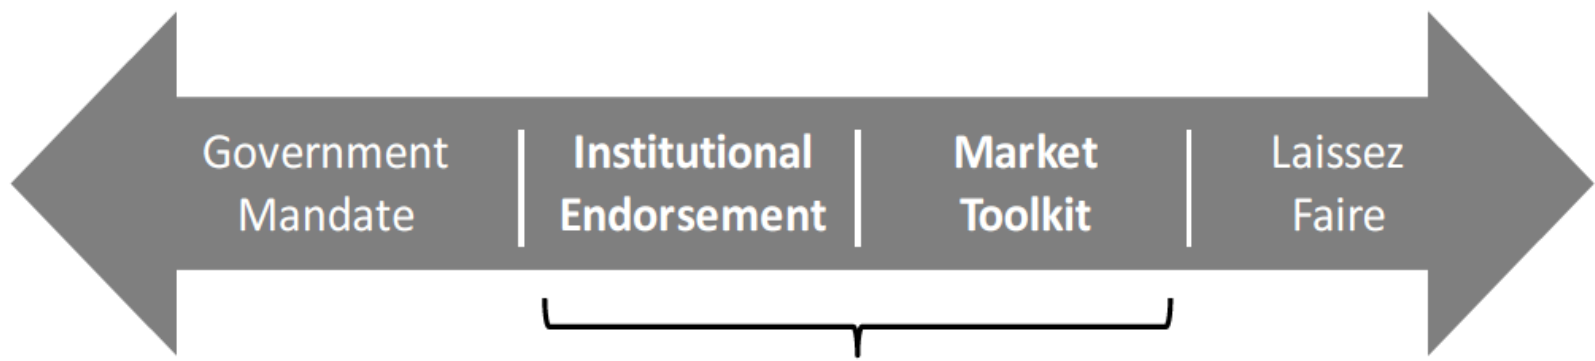 Government
Mandate
Institutional
Endorsement
Market
Toolkit
Laissez
Faire